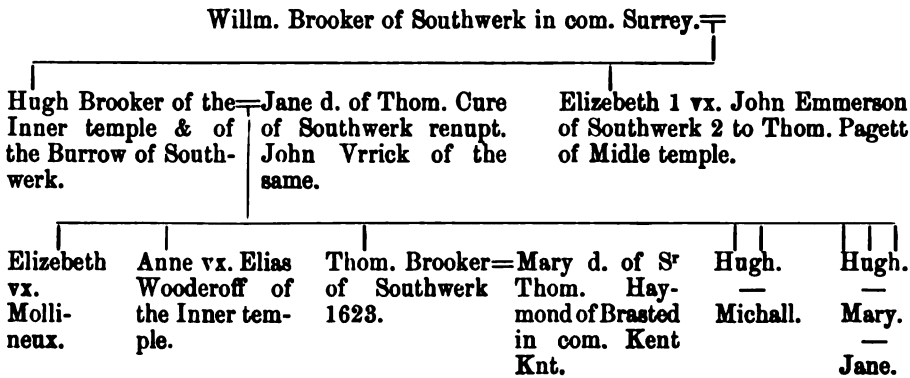 Willm. Brooker of Southwerk in com. Surrey.=
Hugh Brooker of the
Inner temple & of
the Burrow of South-
werk.
=Jane d. of Thom. Cure
of Southwerk renupt.
John Vrrick of the
same.
Elizebeth 1 vx. John Emmerson
of Southwerk 2 to Thom. Pagett
of Midle temple.
Elizebeth
vx.
Molli-
neux.
Anne vx. Elias
Wooderoff of
the Inner tem-
ple.
Thom. Brooker=
of Southwerk
1623.
Mary d. of Sr
Thom. Hay-
mond of Brasted
in com. Kent
Knt.
Hugh.
—
Michall.
Hugh.
—
Mary.
—
Jane.